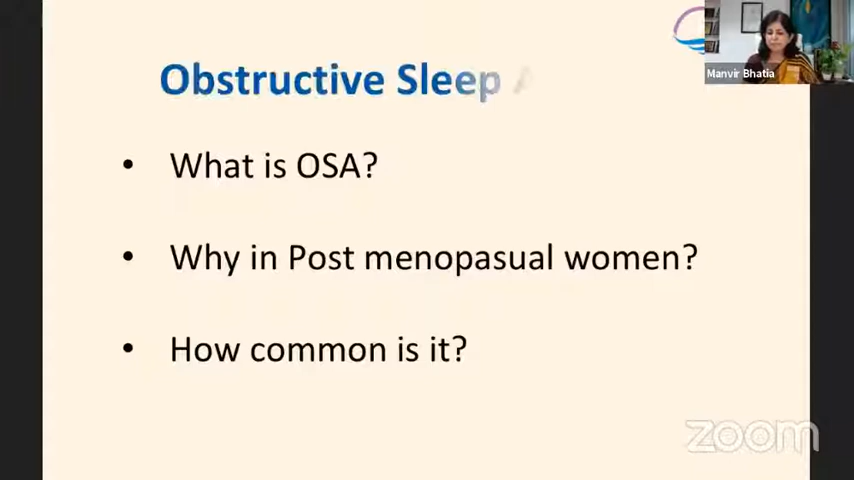 Obstructive Sleep
Manvir Bhatia
• What is OSA?
• Why in Post menopasual women?
• How common is it?
zoom